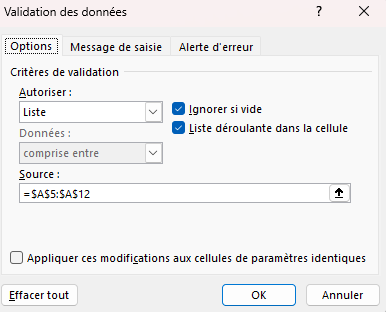 Validation des données
?
Options
Message de saisie
Alerte d'erreur
Critères de validation
Autoriser :
Liste
Ignorer si vide
Liste déroulante dans la cellule
Données :
comprise entre
Source :
=$A$5:$A$12
Appliquer ces modifications aux cellules de paramètres identiques
Effacer tout
OK
Annuler